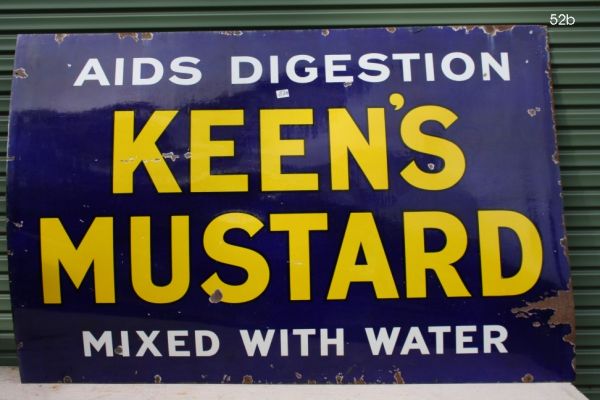 52b
AIDS DIGESTION
KEEN'S
MUSTARD
MIXED WITH WATER